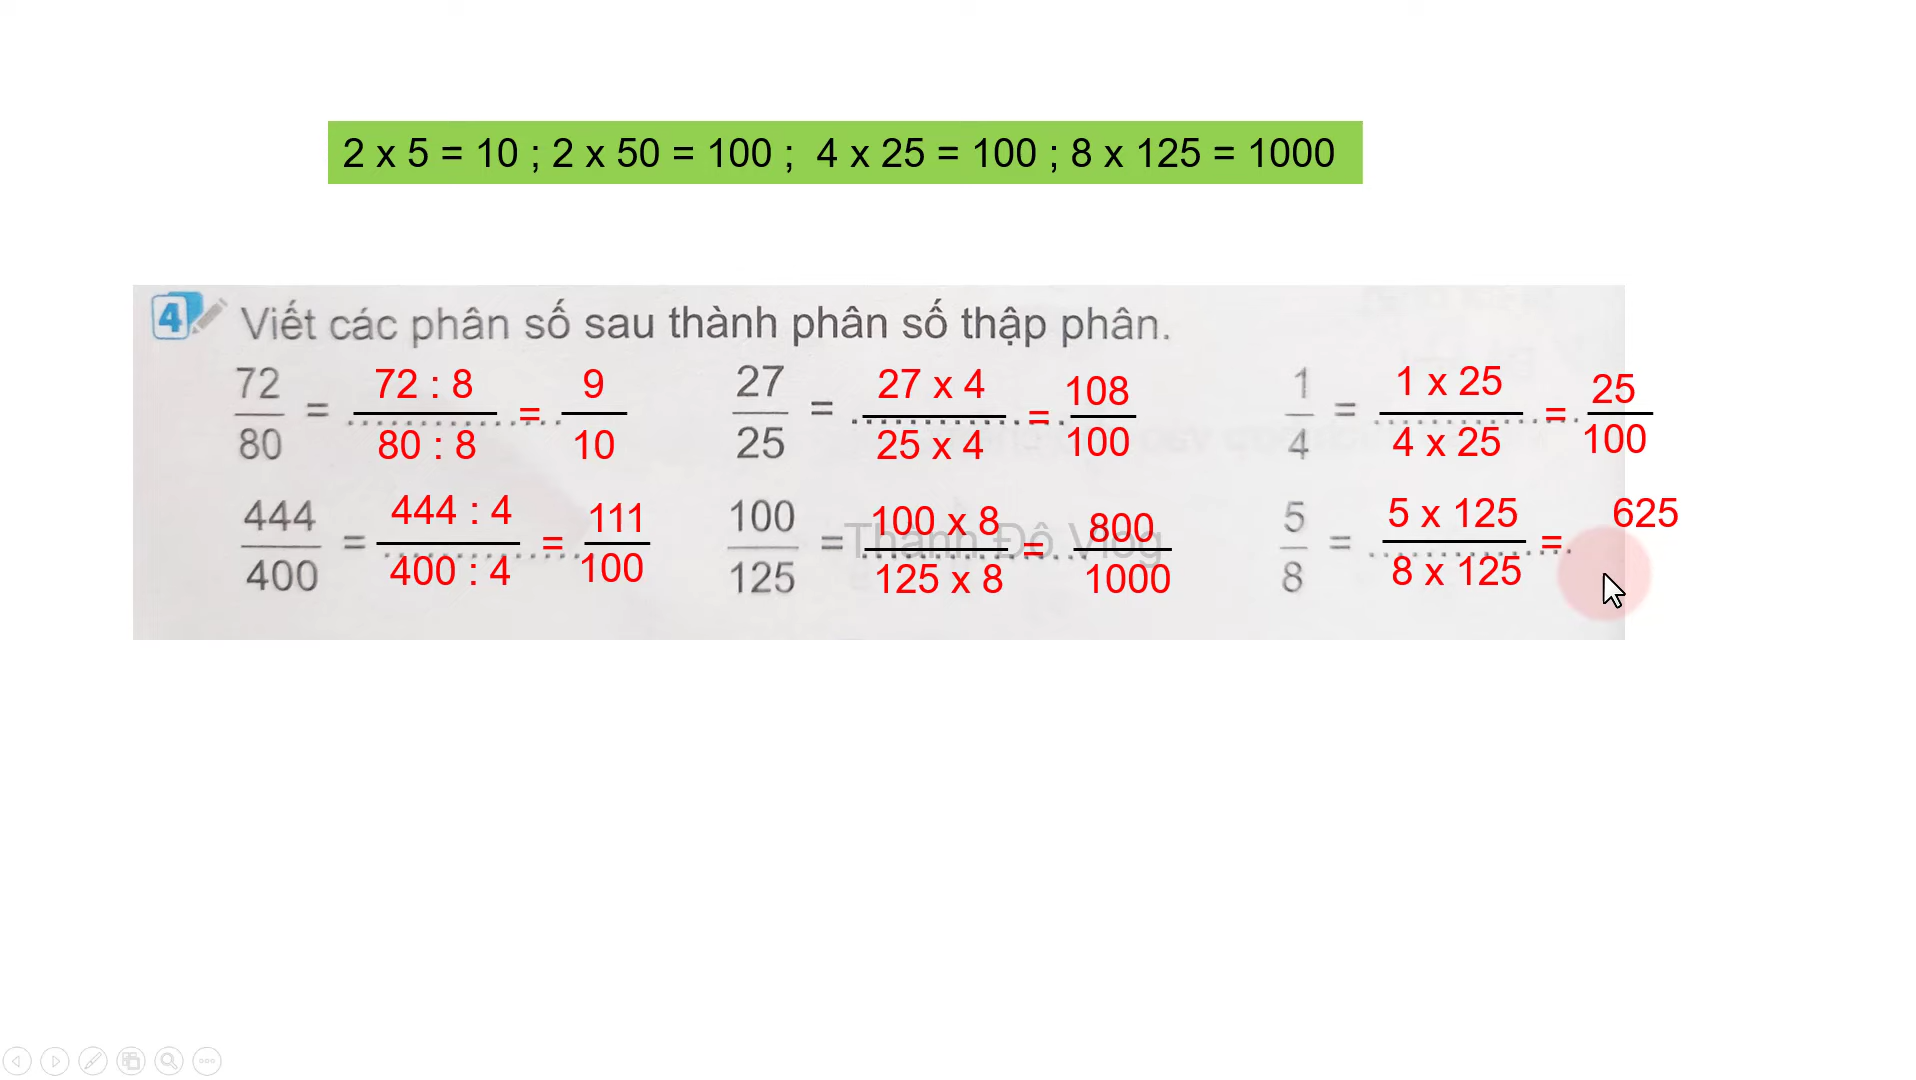 2 x 5 = 10 ; 2 x 50 = 100 ; 4 x 25 = 100 ; 8 x 125 = 1000
4 Viết các phân số sau thành phân số thập phân.
72/80 = 72 : 8/80 : 8 = 9/10 27/25 = 27 x 4/25 x 4 = 108/100 1/4 = 1 x 25/4 x 25 = 25/100
444/400 = 444 : 4/400 : 4 = 111/100 100/125 = 100 x 8/125 x 8 = 800/1000 5/8 = 5 x 125/8 x 125 = 625
Thành Đô Vlog